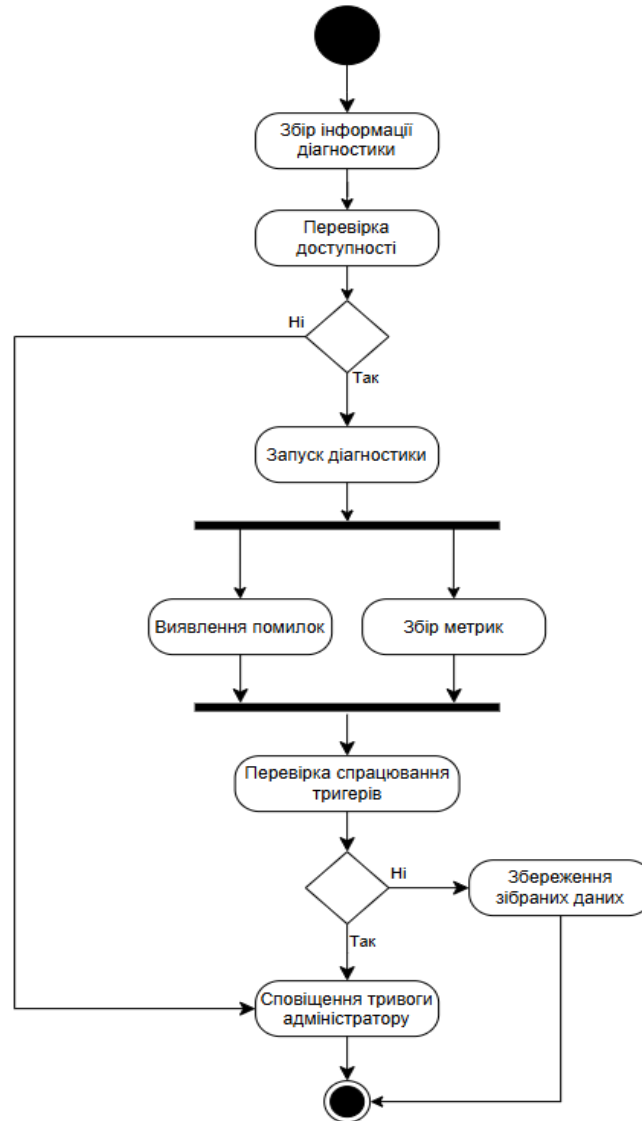 Збір інформації
діагностики
Перевірка
доступності
Ні
Так
Запуск діагностики
Виявлення помилок
Збір метрик
Перевірка спрацювання
тригерів
Ні
Збереження
зібраних даних
Так
Сповіщення тривоги
адміністратору